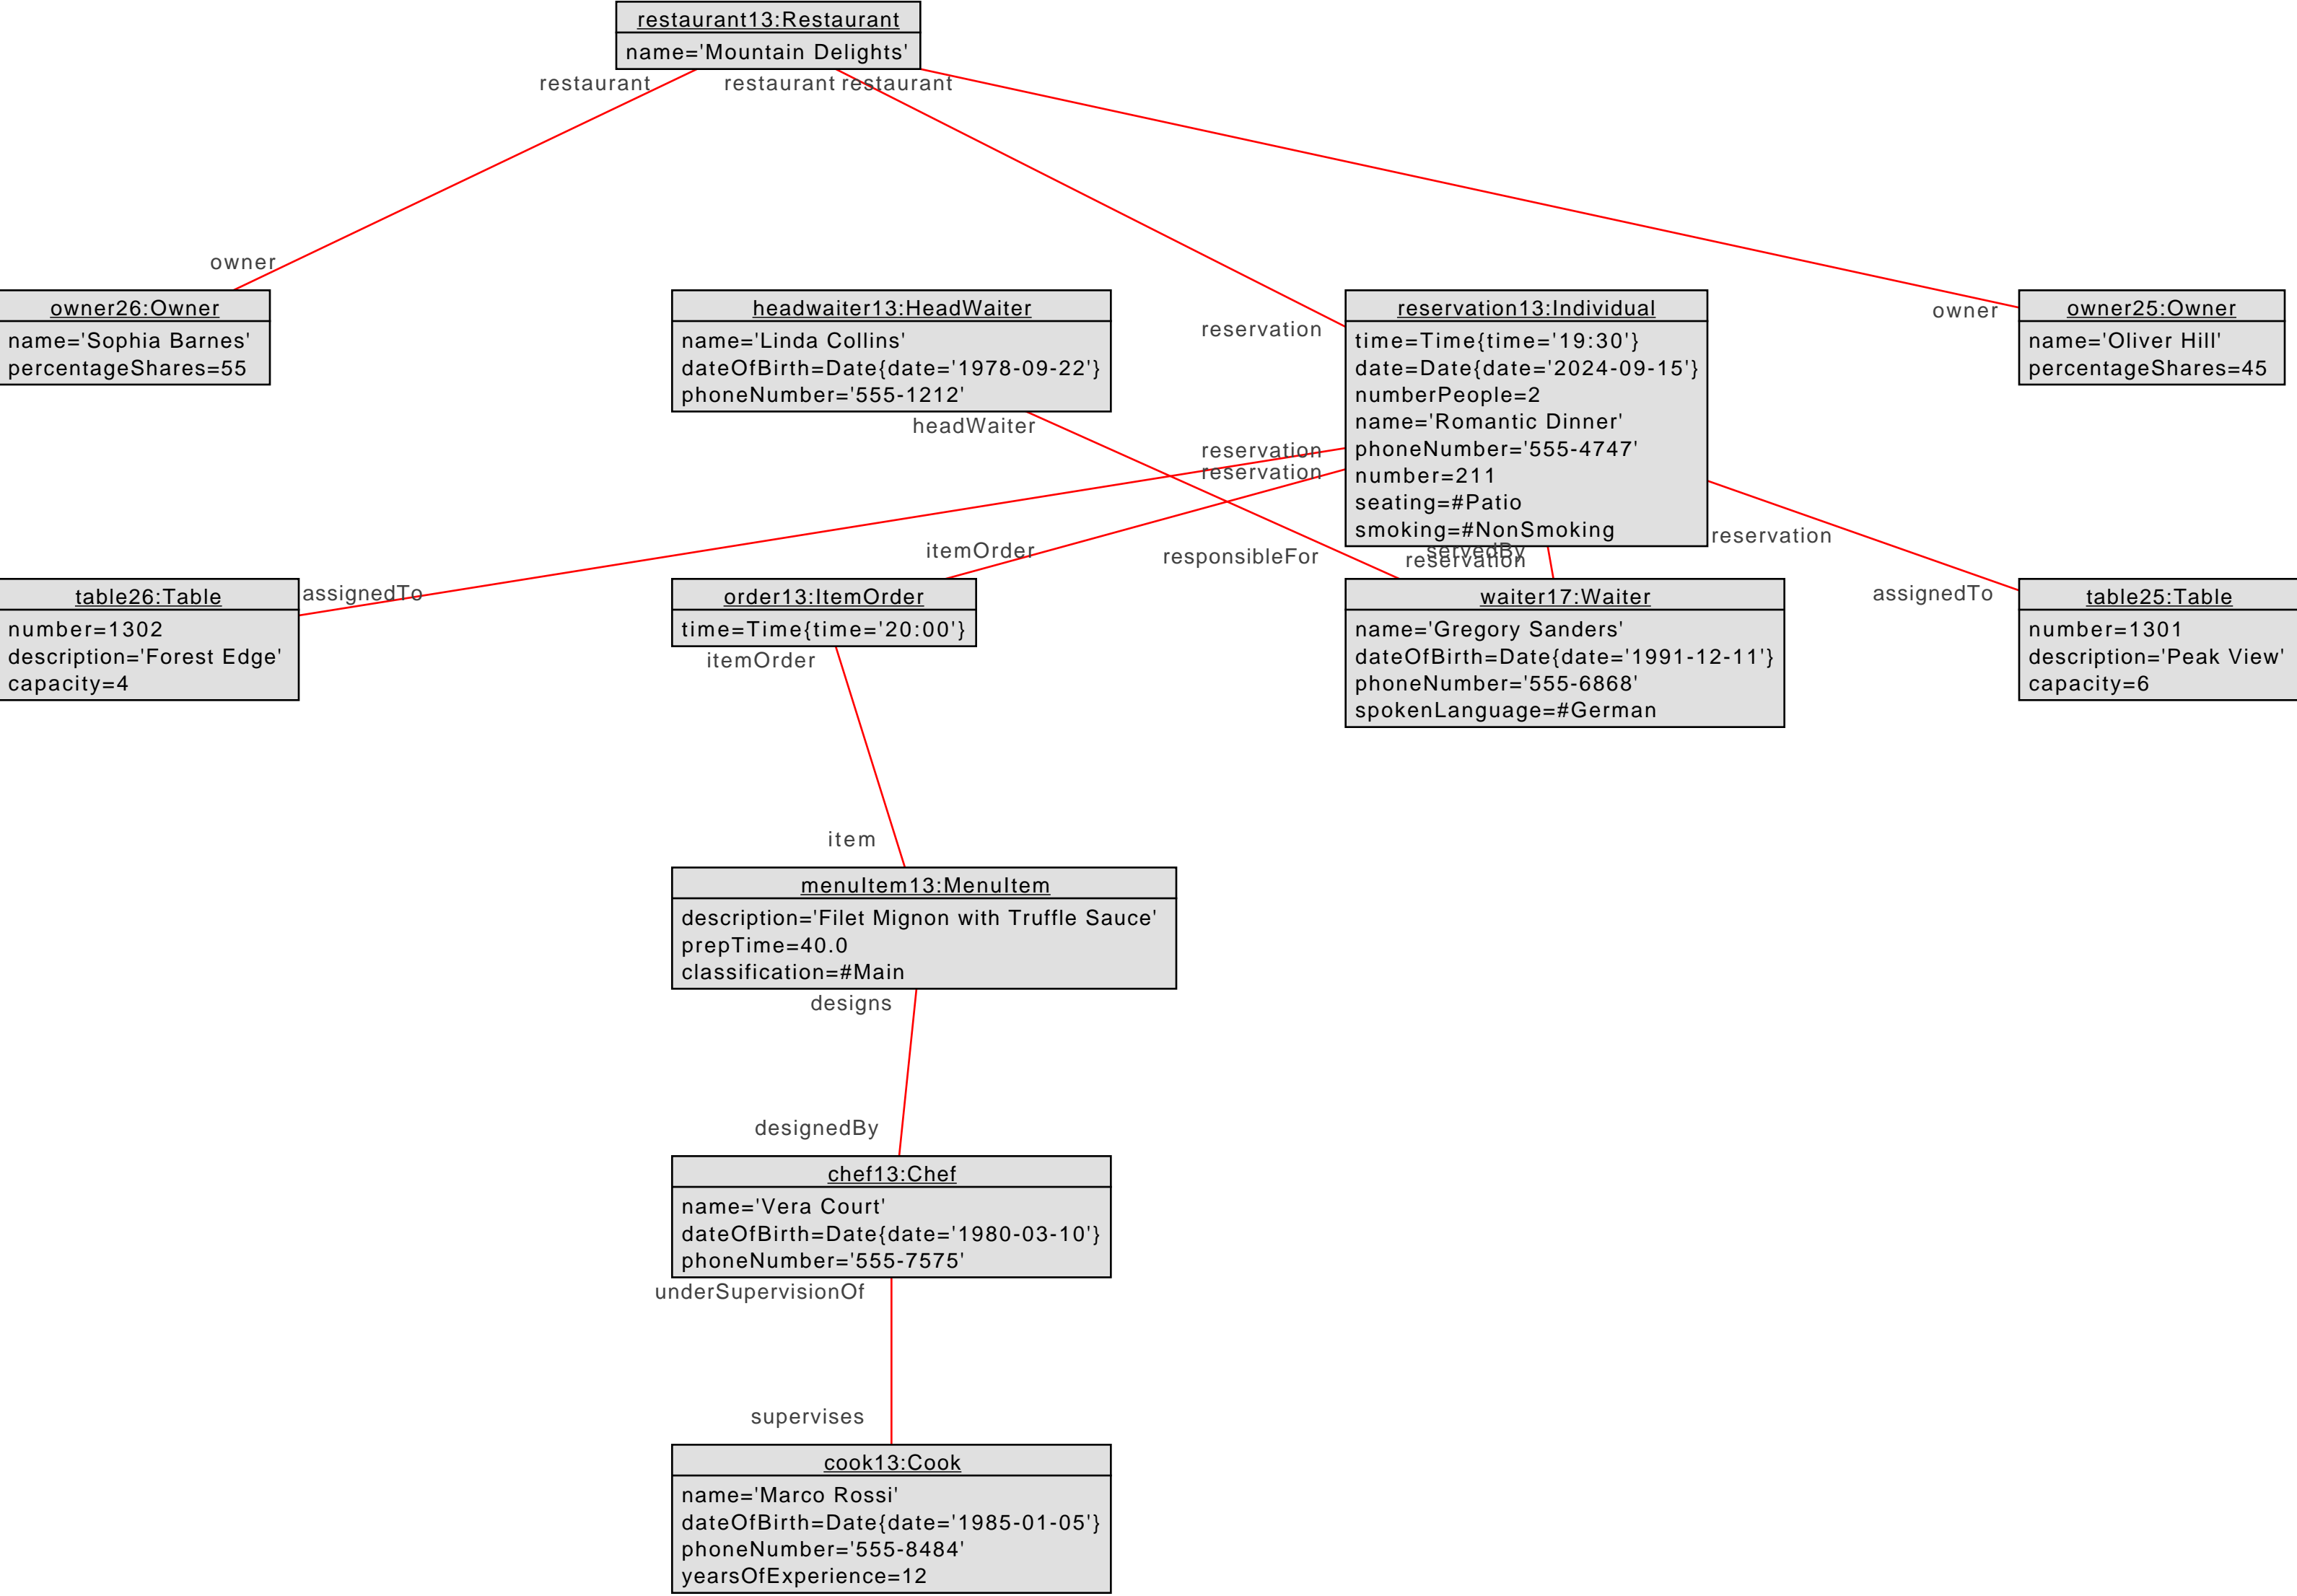 restaurant13:Restaurant
name='Mountain Delights'
restaurant
restaurant
restaurant
owner
owner26:Owner
name='Sophia Barnes'
percentageShares=55
headwaiter13:HeadWaiter
name='Linda Collins'
dateOfBirth=Date{date='1978-09-22'}
phoneNumber='555-1212'
headWaiter
reservation
reservation13:Individual
time=Time{time='19:30'}
date=Date{date='2024-09-15'}
numberPeople=2
name='Romantic Dinner'
phoneNumber='555-4747'
number=211
seating=#Patio
smoking=#NonSmoking
owner
owner25:Owner
name='Oliver Hill'
percentageShares=45
reservation
reservation
reservation
itemOrder
responsibleFor
servedBy
reservation
assignedTo
assignedTo
table26:Table
number=1302
description='Forest Edge'
capacity=4
order13:ItemOrder
time=Time{time='20:00'}
itemOrder
waiter17:Waiter
name='Gregory Sanders'
dateOfBirth=Date{date='1991-12-11'}
phoneNumber='555-6868'
spokenLanguage=#German
table25:Table
number=1301
description='Peak View'
capacity=6
item
menuItem13:MenuItem
description='Filet Mignon with Truffle Sauce'
prepTime=40.0
classification=#Main
designs
designedBy
chef13:Chef
name='Vera Court'
dateOfBirth=Date{date='1980-03-10'}
phoneNumber='555-7575'
underSupervisionOf
supervises
cook13:Cook
name='Marco Rossi'
dateOfBirth=Date{date='1985-01-05'}
phoneNumber='555-8484'
yearsOfExperience=12